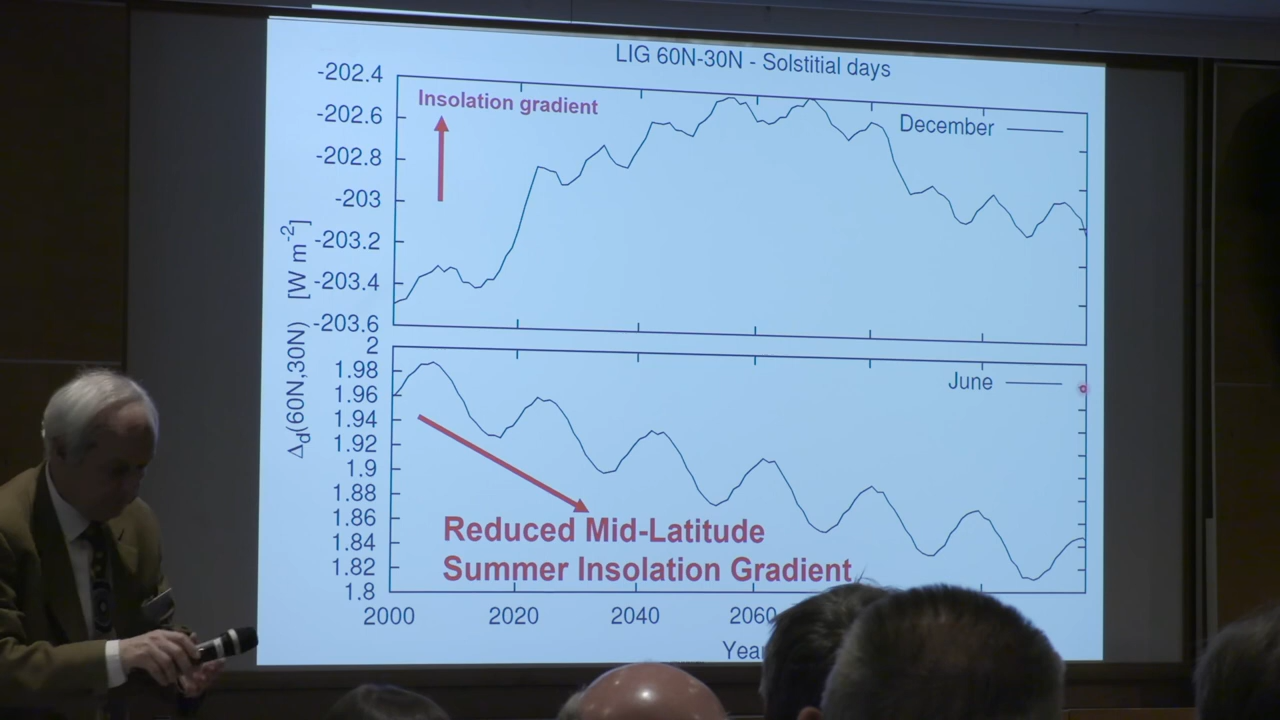 LIG 60N-30N - Solstitial days
-202.4
-202.6
-202.8
-203
-203.2
-203.4
-203.6
Insolation gradient
December
Δd(60N,30N) [W m-2]
2
1.98
1.96
1.94
1.92
1.9
1.88
1.86
1.84
1.82
1.8
June
Reduced Mid-Latitude
Summer Insolation Gradient
2000 2020 2040 2060